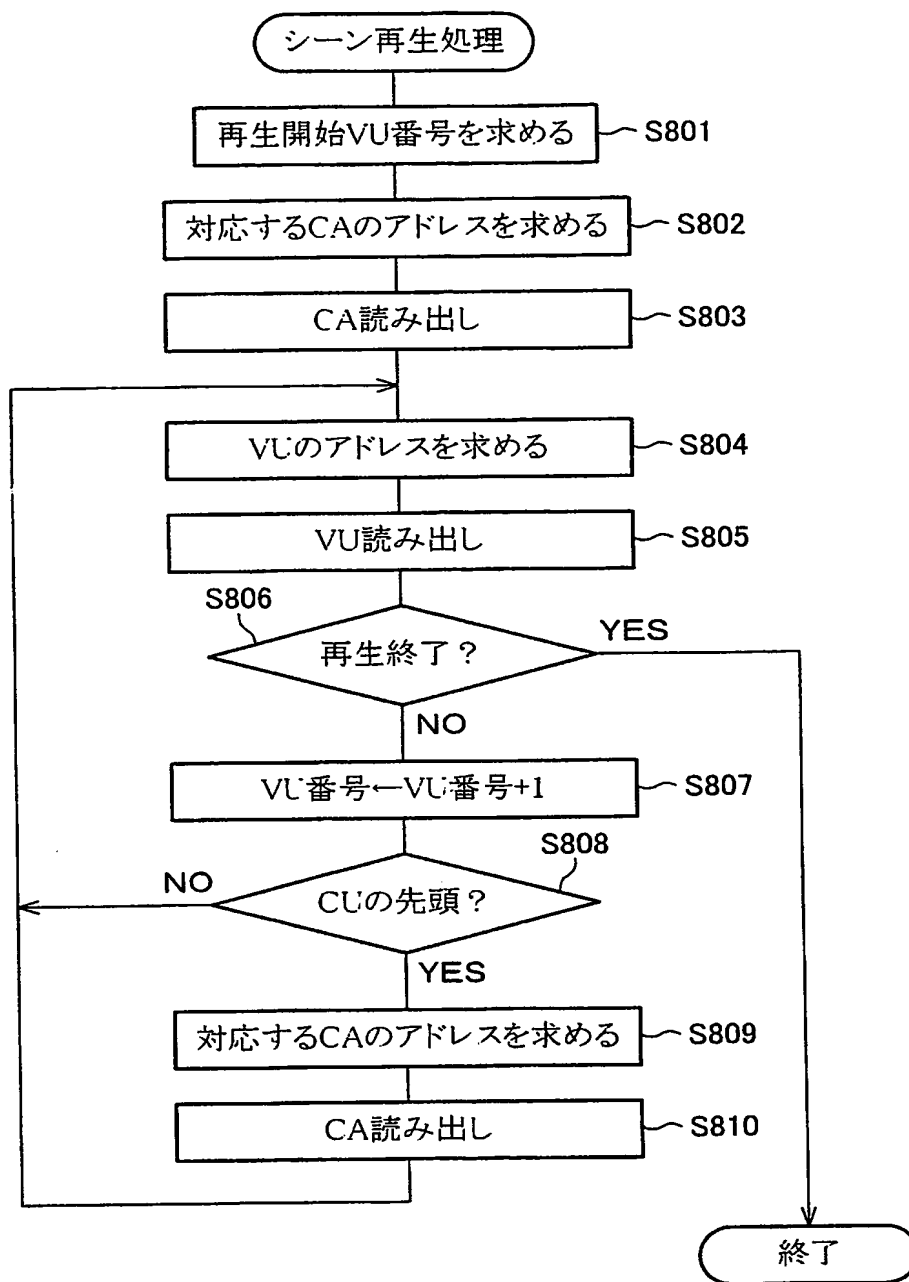 シーン再生処理
再生開始VU番号を求める
S801
対応するCAのアドレスを求める
S802
CA読み出し
S803
VUのアドレスを求める
S804
VU読み出し
S805
S806
再生終了?
YES
NO
VU番号←VU番号+1
S807
S808
CUの先頭?
NO
YES
対応するCAのアドレスを求める
S809
CA読み出し
S810
終了